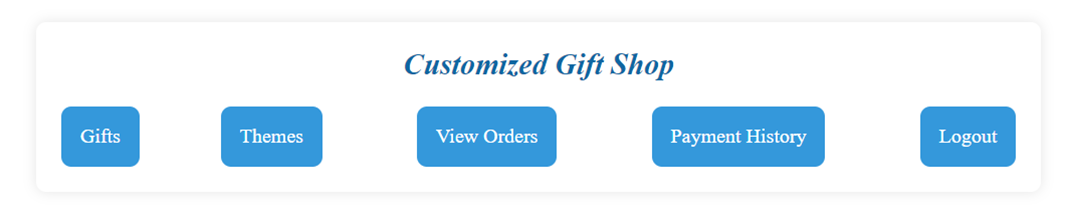 Customized Gift Shop
Gifts Themes View Orders Payment History Logout